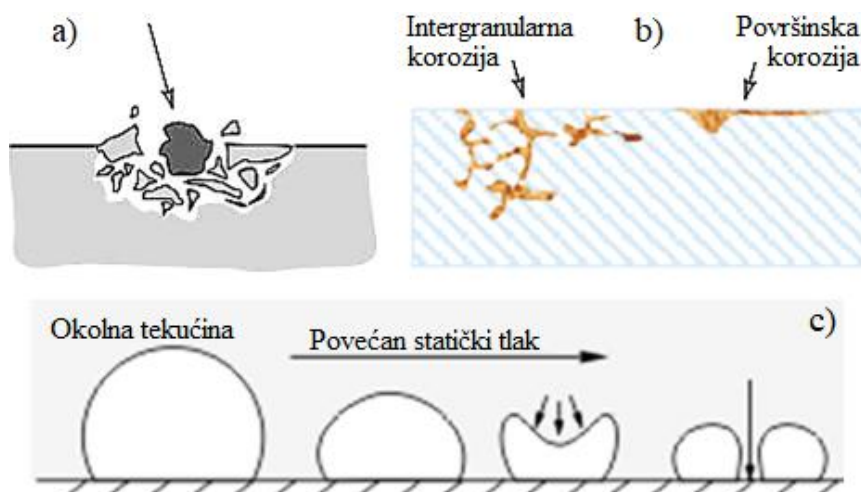 a)
Intergranularna
korozija
b)
Površinska
korozija
c)
Okolna tekućina
Povećan statički tlak